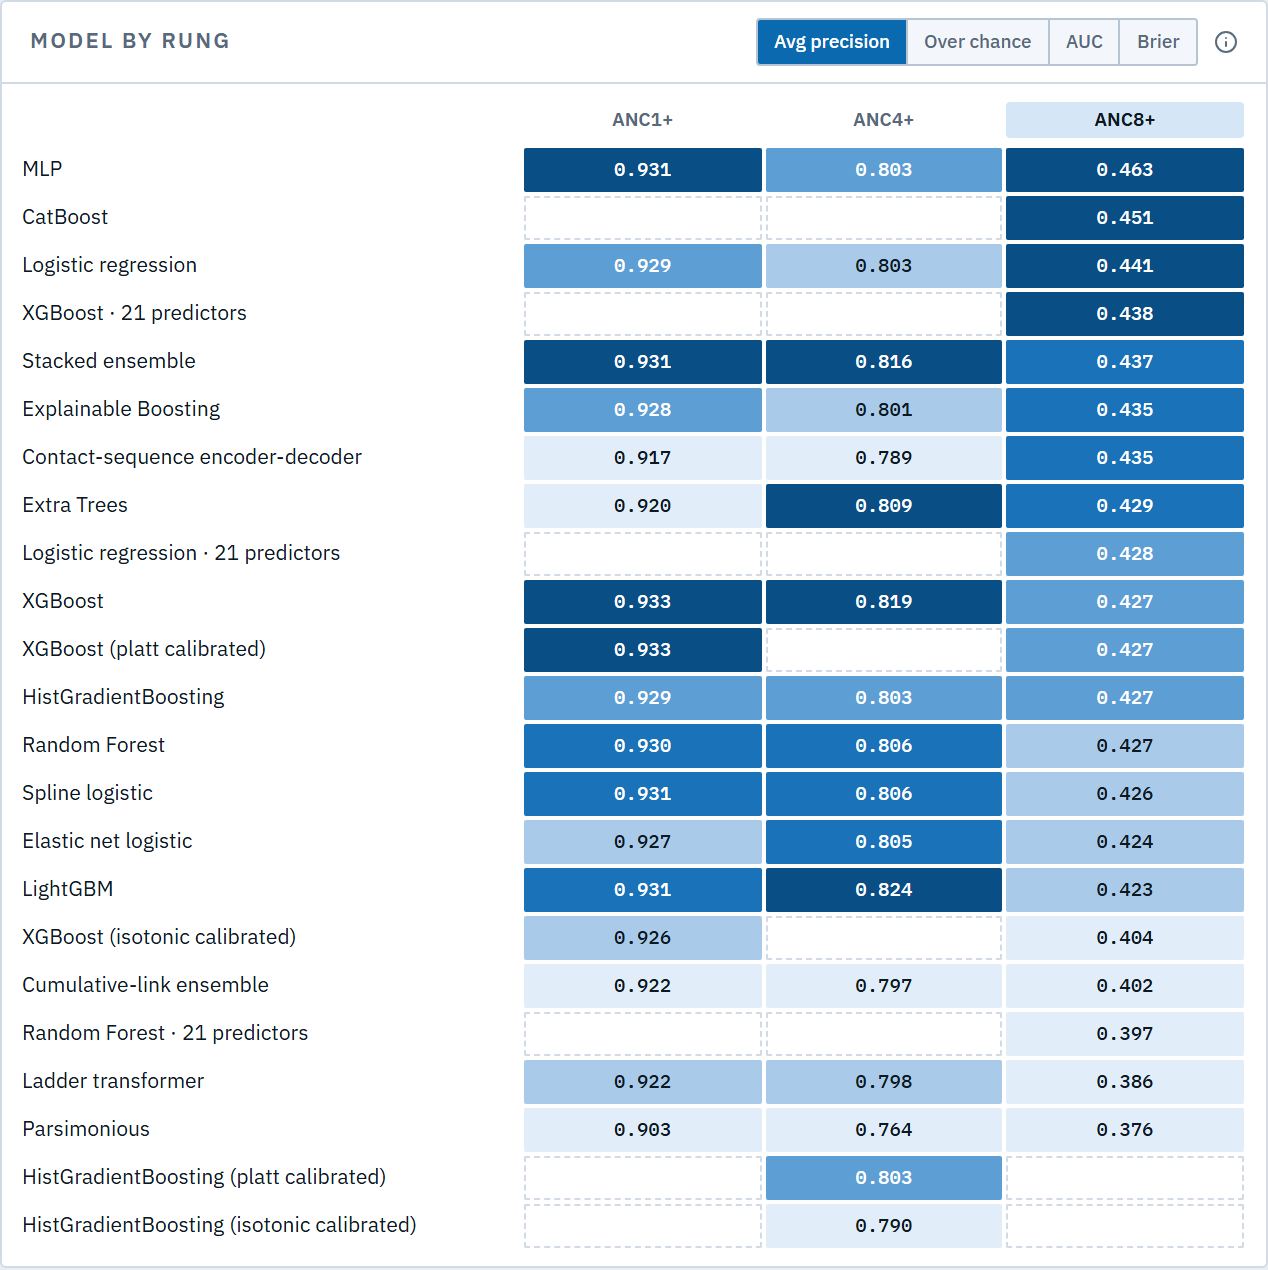 MODEL BY RUNG
Avg precision Over chance AUC Brier
ANC1+ ANC4+ ANC8+
MLP 0.931 0.803 0.463
CatBoost 0.451
Logistic regression 0.929 0.803 0.441
XGBoost · 21 predictors 0.438
Stacked ensemble 0.931 0.816 0.437
Explainable Boosting 0.928 0.801 0.435
Contact-sequence encoder-decoder 0.917 0.789 0.435
Extra Trees 0.920 0.809 0.429
Logistic regression · 21 predictors 0.428
XGBoost 0.933 0.819 0.427
XGBoost (platt calibrated) 0.933 0.427
HistGradientBoosting 0.929 0.803 0.427
Random Forest 0.930 0.806 0.427
Spline logistic 0.931 0.806 0.426
Elastic net logistic 0.927 0.805 0.424
LightGBM 0.931 0.824 0.423
XGBoost (isotonic calibrated) 0.926 0.404
Cumulative-link ensemble 0.922 0.797 0.402
Random Forest · 21 predictors 0.397
Ladder transformer 0.922 0.798 0.386
Parsimonious 0.903 0.764 0.376
HistGradientBoosting (platt calibrated) 0.803
HistGradientBoosting (isotonic calibrated) 0.790